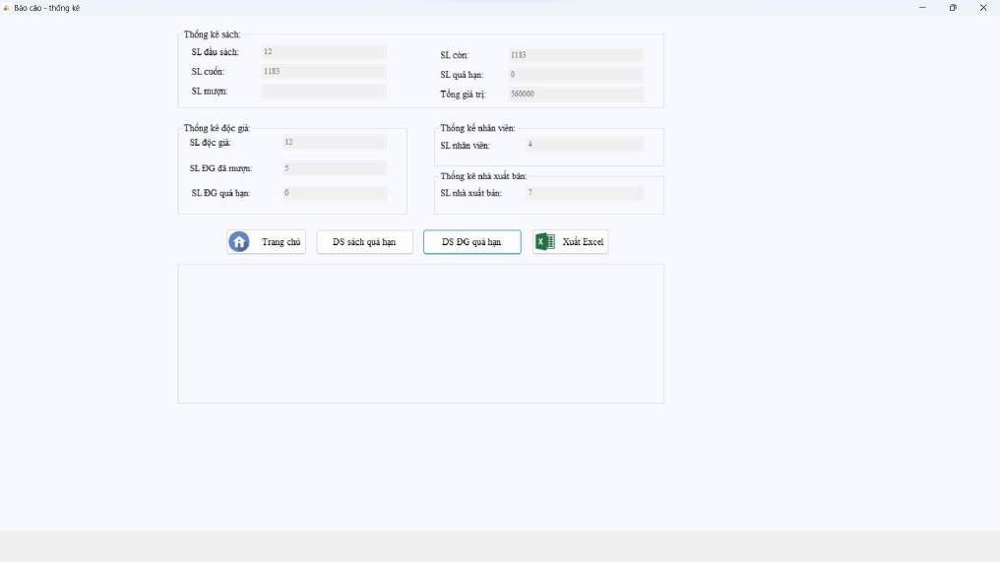 Báo cáo - thống kê
Thống kê sách:
SL đầu sách: 12
SL cuốn: 1183
SL mượn:
SL còn: 1183
SL quá hạn: 0
Tổng giá trị: 560000
Thống kê độc giả:
SL độc giả: 12
SL ĐG đã mượn: 5
SL ĐG quá hạn: 0
Thống kê nhân viên:
SL nhân viên: 4
Thống kê nhà xuất bản:
SL nhà xuất bản: 7
Trang chủ
DS sách quá hạn
DS ĐG quá hạn
Xuất Excel